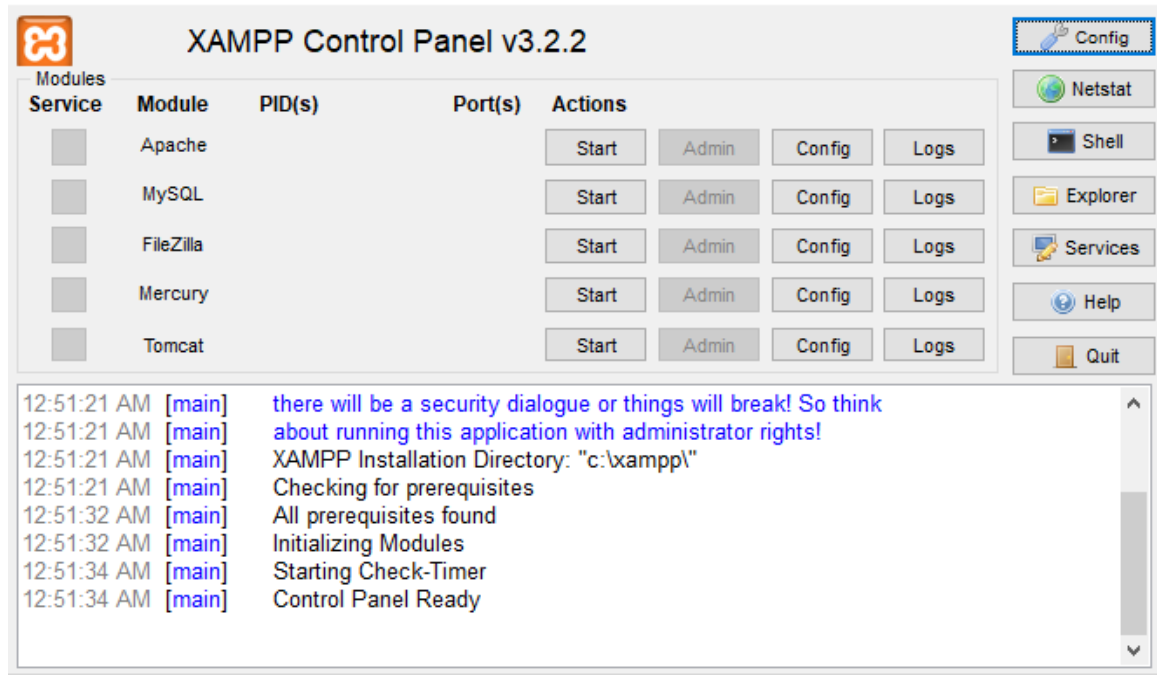 XAMPP Control Panel v3.2.2
Modules
Service Module PID(s) Port(s) Actions
Apache Start Admin Config Logs
MySQL Start Admin Config Logs
FileZilla Start Admin Config Logs
Mercury Start Admin Config Logs
Tomcat Start Admin Config Logs
Config
Netstat
Shell
Explorer
Services
Help
Quit
12:51:21 AM [main] there will be a security dialogue or things will break! So think
12:51:21 AM [main] about running this application with administrator rights!
12:51:21 AM [main] XAMPP Installation Directory: "c:\xampp\"
12:51:21 AM [main] Checking for prerequisites
12:51:32 AM [main] All prerequisites found
12:51:32 AM [main] Initializing Modules
12:51:34 AM [main] Starting Check-Timer
12:51:34 AM [main] Control Panel Ready